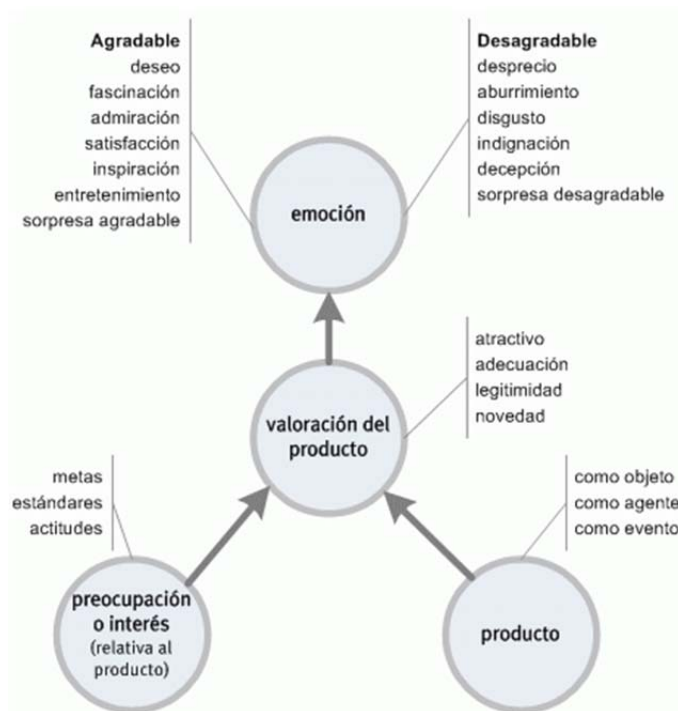 Agradable
deseo
fascinación
admiración
satisfacción
inspiración
entretenimiento
sorpresa agradable
Desagradable
desprecio
aburrimiento
disgusto
indignación
decepción
sorpresa desagradable
emoción
atractivo
adecuación
legitimidad
novedad
valoración del
producto
metas
estándares
actitudes
como objeto
como agente
como evento
preocupación
o interés
(relativa al
producto)
producto